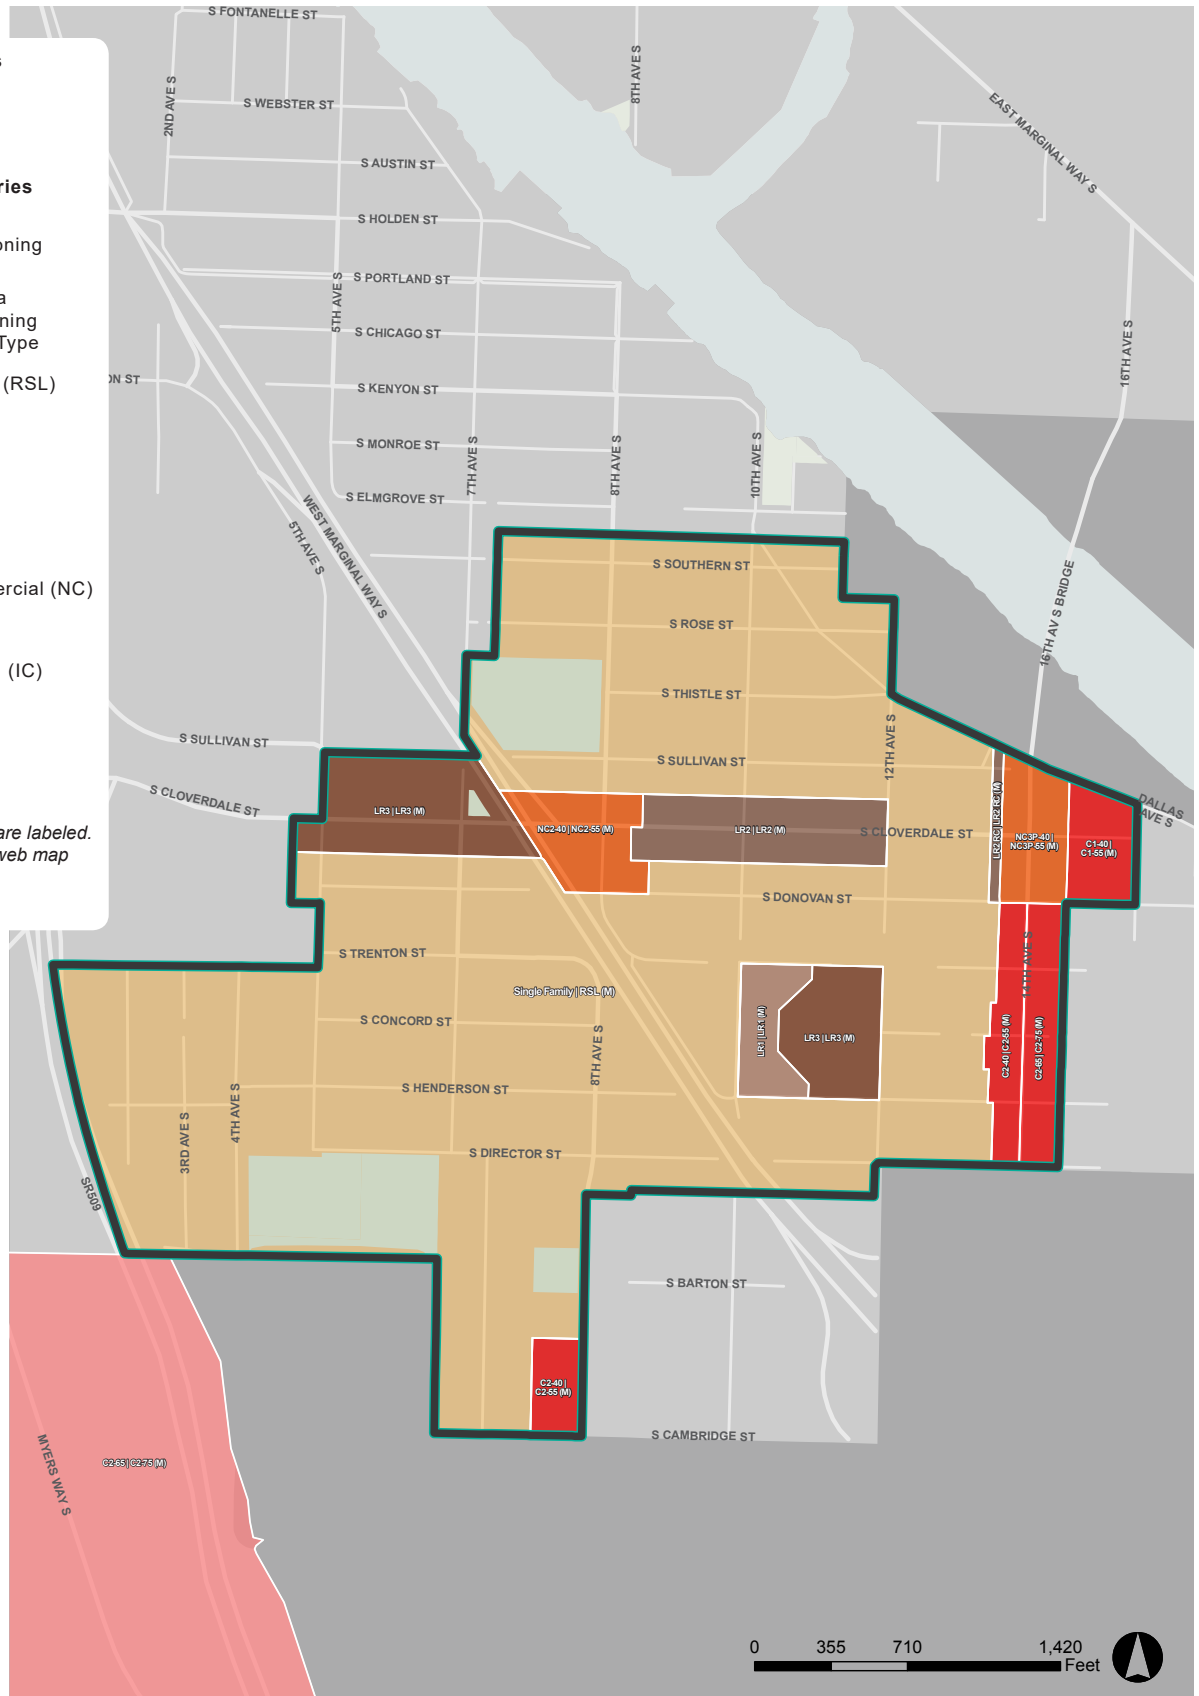 S FONTANELLE ST
S WEBSTER ST
2ND AVE S
8TH AVE S
EAST MARGINAL WAY S
S AUSTIN ST
ries
S HOLDEN ST
oning
S PORTLAND ST
a
ning
Type
5TH AVE S
S CHICAGO ST
16TH AVE S
(RSL)
ON ST
S KENYON ST
S MONROE ST
7TH AVE S
8TH AVE S
10TH AVE S
S ELMGROVE ST
WEST MARGINAL WAY S
5TH AVE S
S SOUTHERN ST
ercial (NC)
16TH AV S BRIDGE
S ROSE ST
(IC)
S THISTLE ST
S SULLIVAN ST
12TH AVE S
S SULLIVAN ST
S CLOVERDALE ST
LR3 | LR3 (M)
NC2-40 | NC2-55 (M)
LR2 | LR2 (M)
S CLOVERDALE ST
LR2 RC | LR2 RC (M)
NC3P-40 |
NC3P-55 (M)
C1-40 |
C1-55 (M)
DALLAS
AVE S
are labeled.
web map
S DONOVAN ST
S TRENTON ST
14TH AVE S
Single Family | RSL (M)
S CONCORD ST
8TH AVE S
LR1 | LR1 (M)
LR3 | LR3 (M)
C2-40 | C2-55 (M)
C2-65 | C2-75 (M)
S HENDERSON ST
4TH AVE S
3RD AVE S
S DIRECTOR ST
SR509
S BARTON ST
C2-40 |
C2-55 (M)
S CAMBRIDGE ST
MYERS WAY S
C2-65 | C2-75 (M)
0 355 710 1,420
Feet